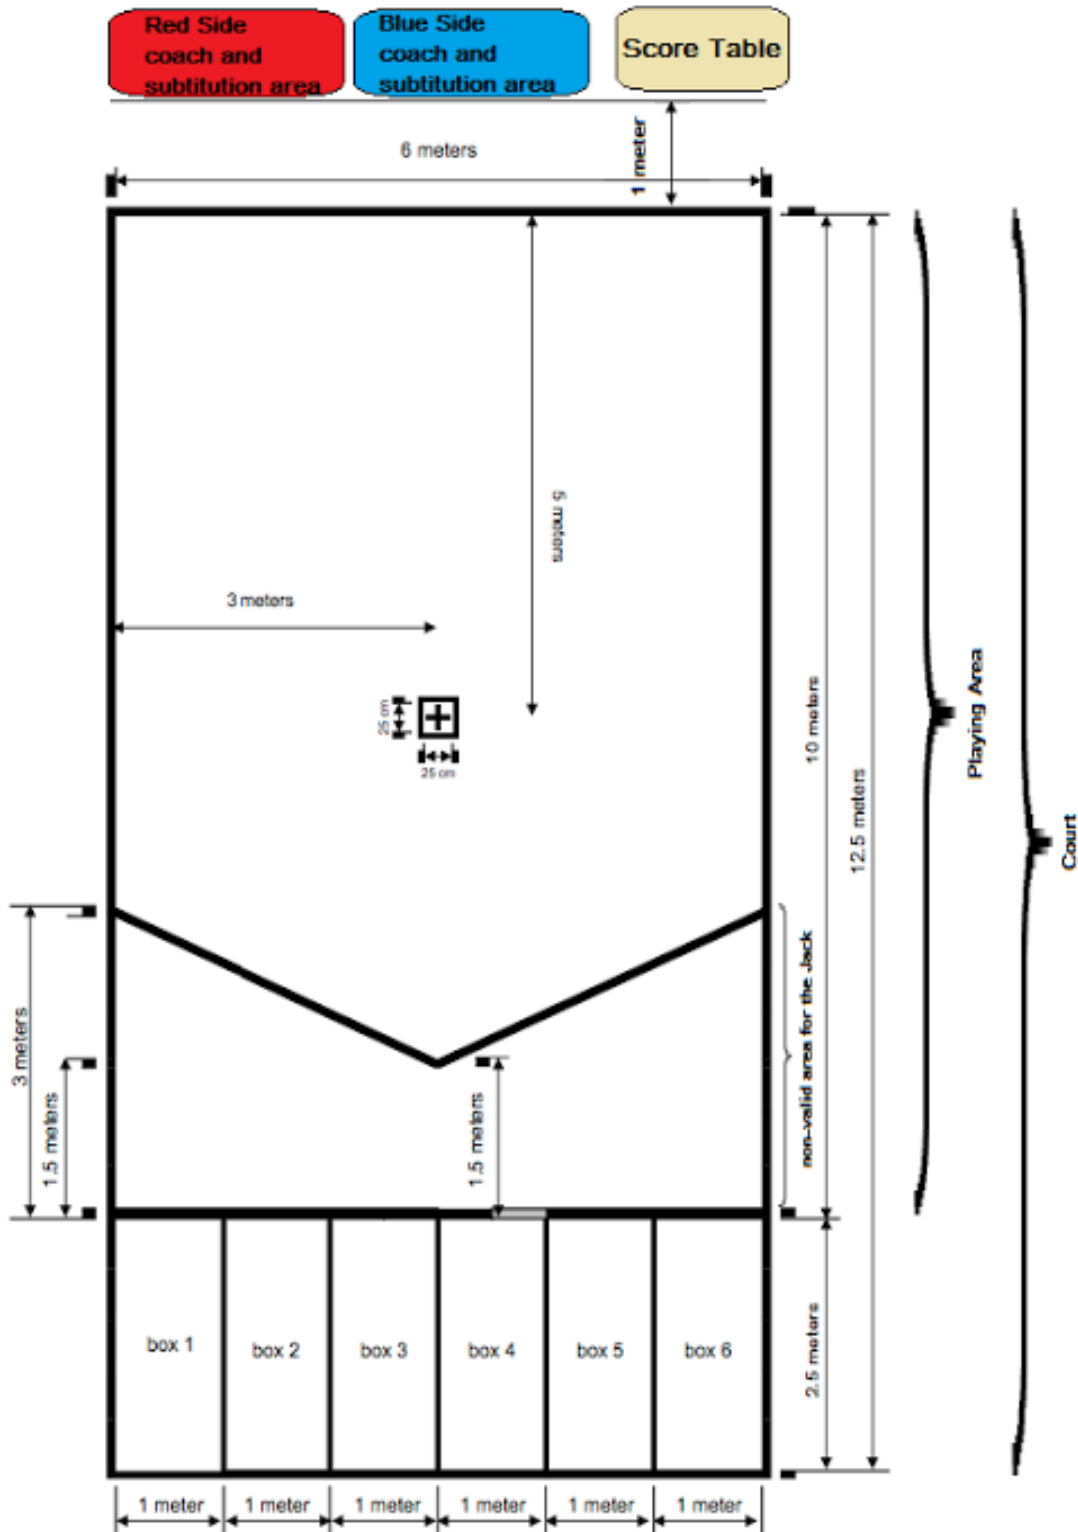 Red Side
coach and
subtitution area
Blue Side
coach and
subtitution area
Score Table
6 meters
1 meter
5 meters
3 meters
25 cm
25 cm
10 meters
12.5 meters
Playing Area
Court
3 meters
1.5 meters
1.5 meters
non-valid area for the Jack
box 1
box 2
box 3
box 4
box 5
box 6
2.5 meters
1 meter
1 meter
1 meter
1 meter
1 meter
1 meter